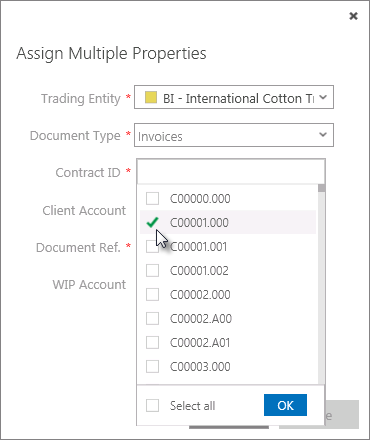 Assign Multiple Properties
Trading Entity * BI - International Cotton
Document Type * Invoices
Contract ID *
C00000.000
Client Account
C00001.000
Document Ref. *
C00001.001
C00001.002
WIP Account
C00002.000
C00002.A00
C00002.A01
C00003.000
Select all OK